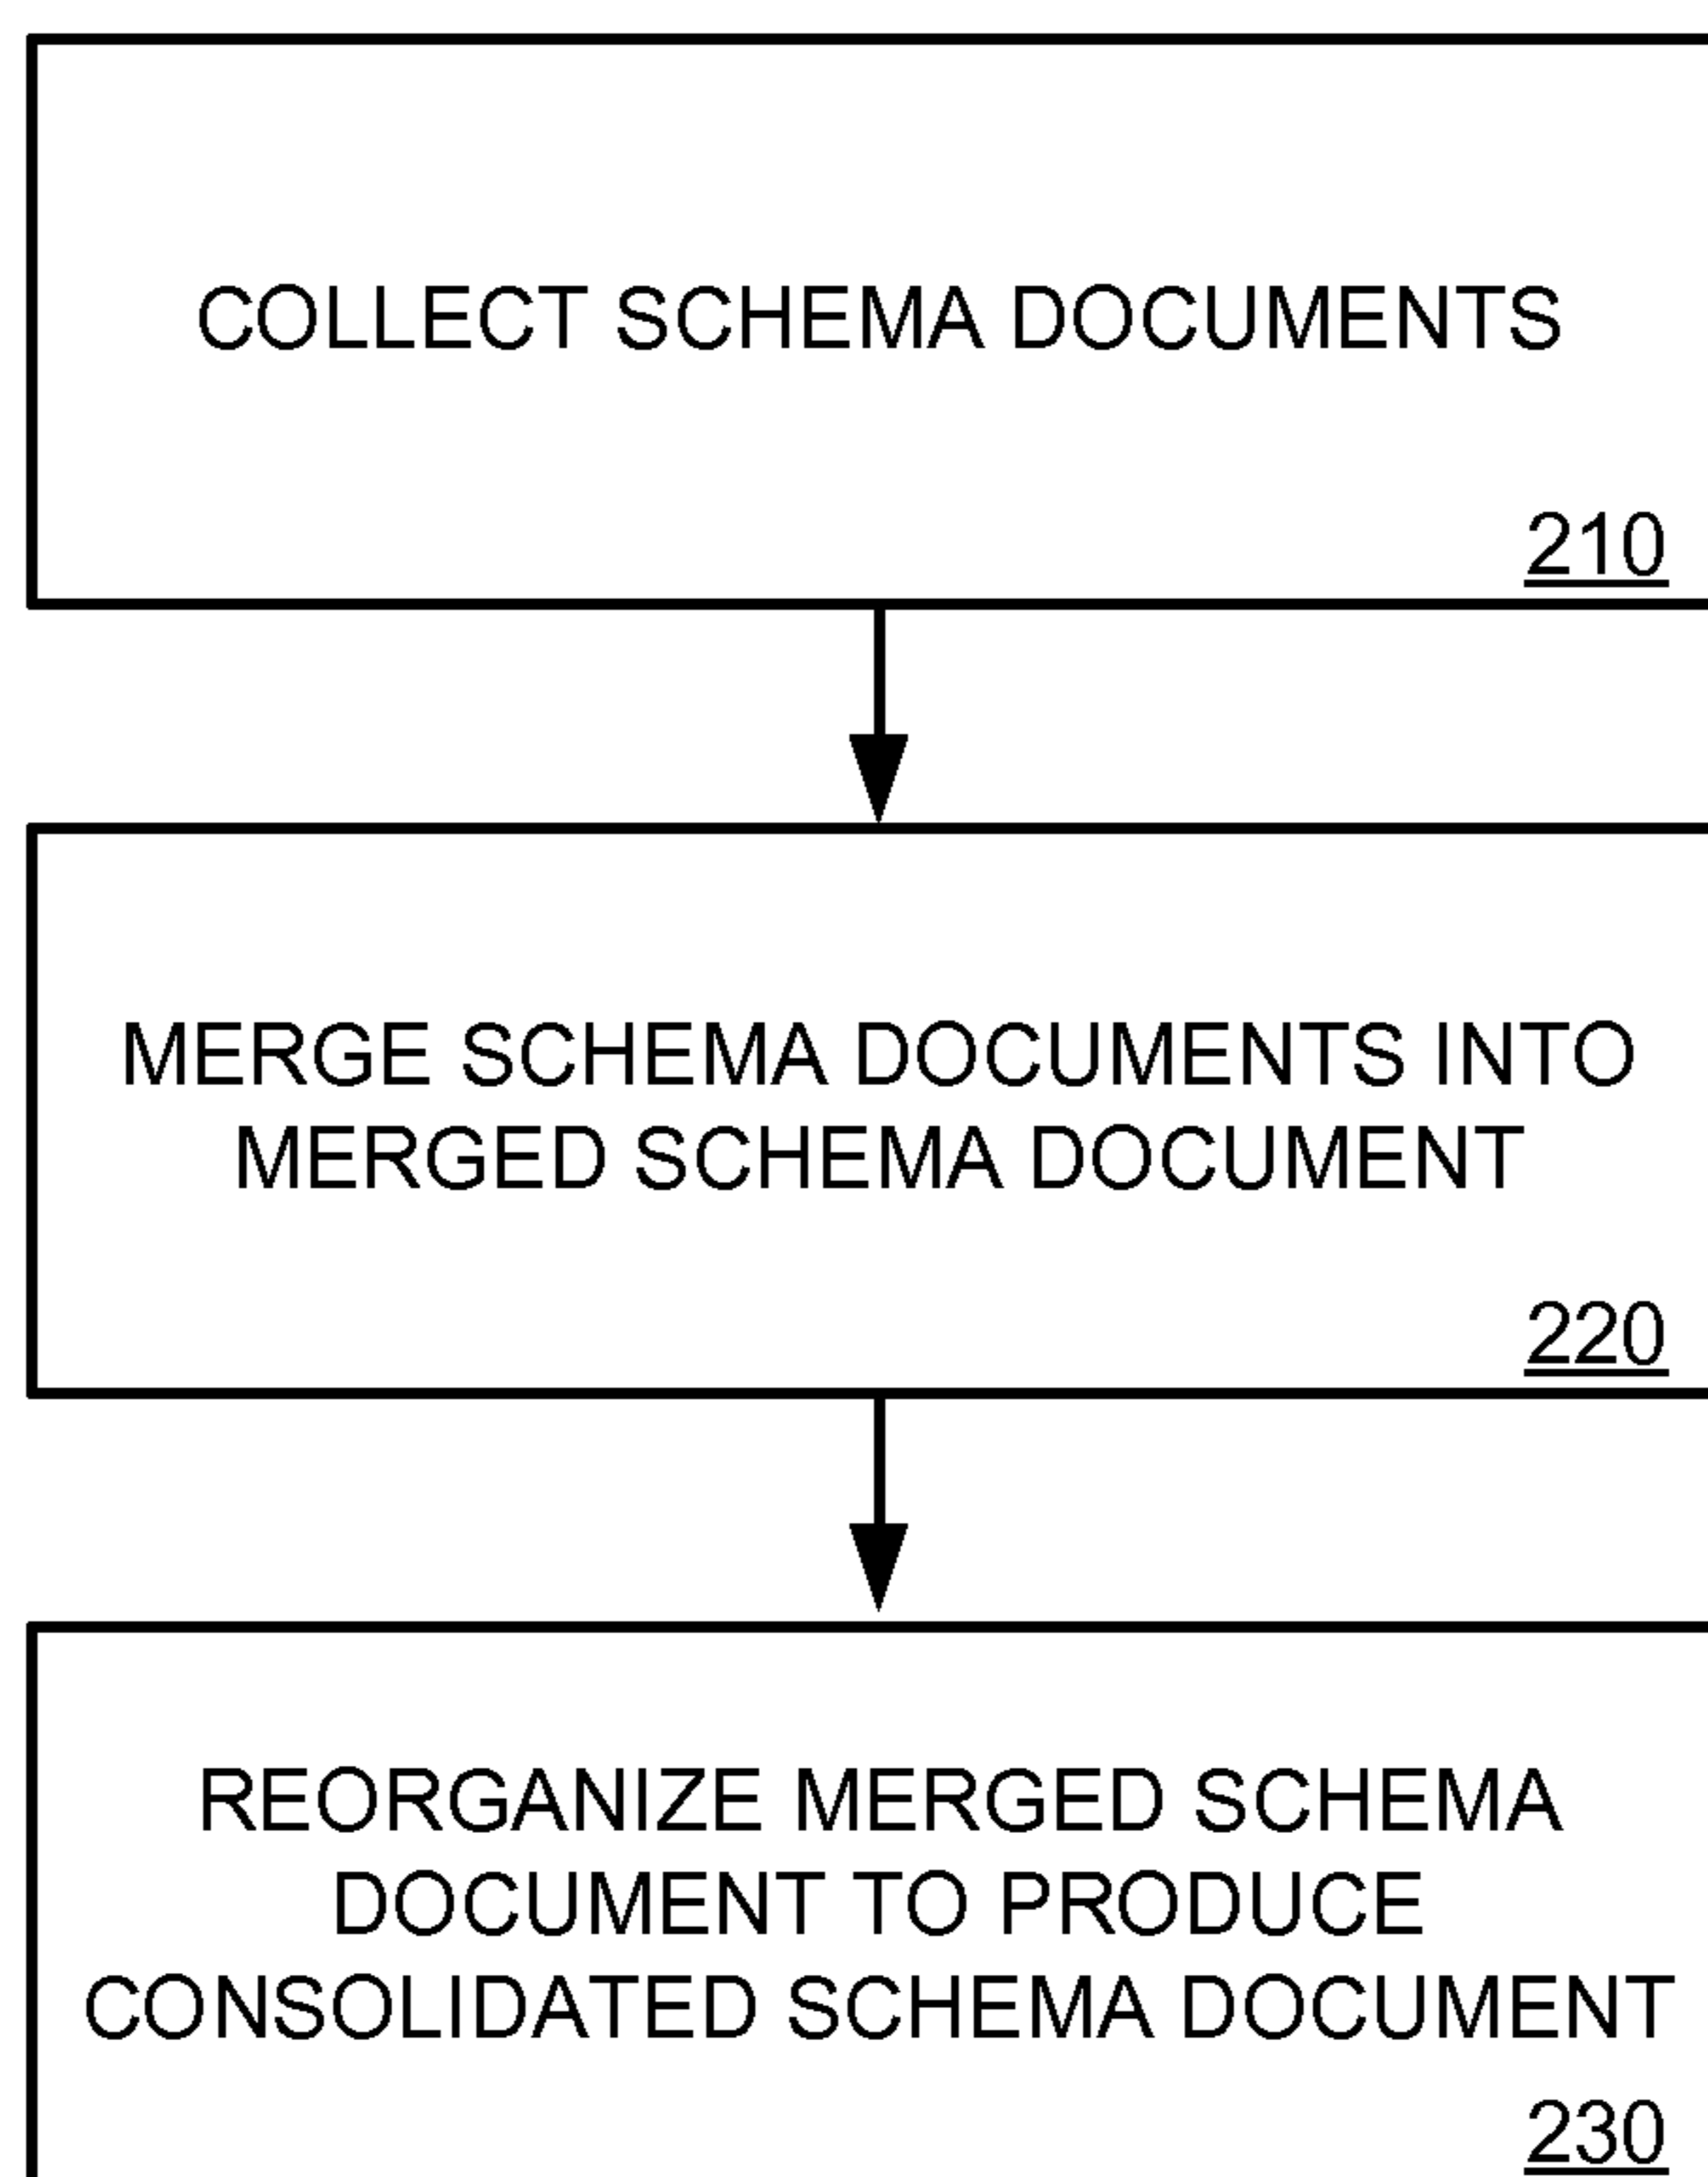 COLLECT SCHEMA DOCUMENTS
210
MERGE SCHEMA DOCUMENTS INTO
MERGED SCHEMA DOCUMENT
220
REORGANIZE MERGED SCHEMA
DOCUMENT TO PRODUCE
CONSOLIDATED SCHEMA DOCUMENT
230